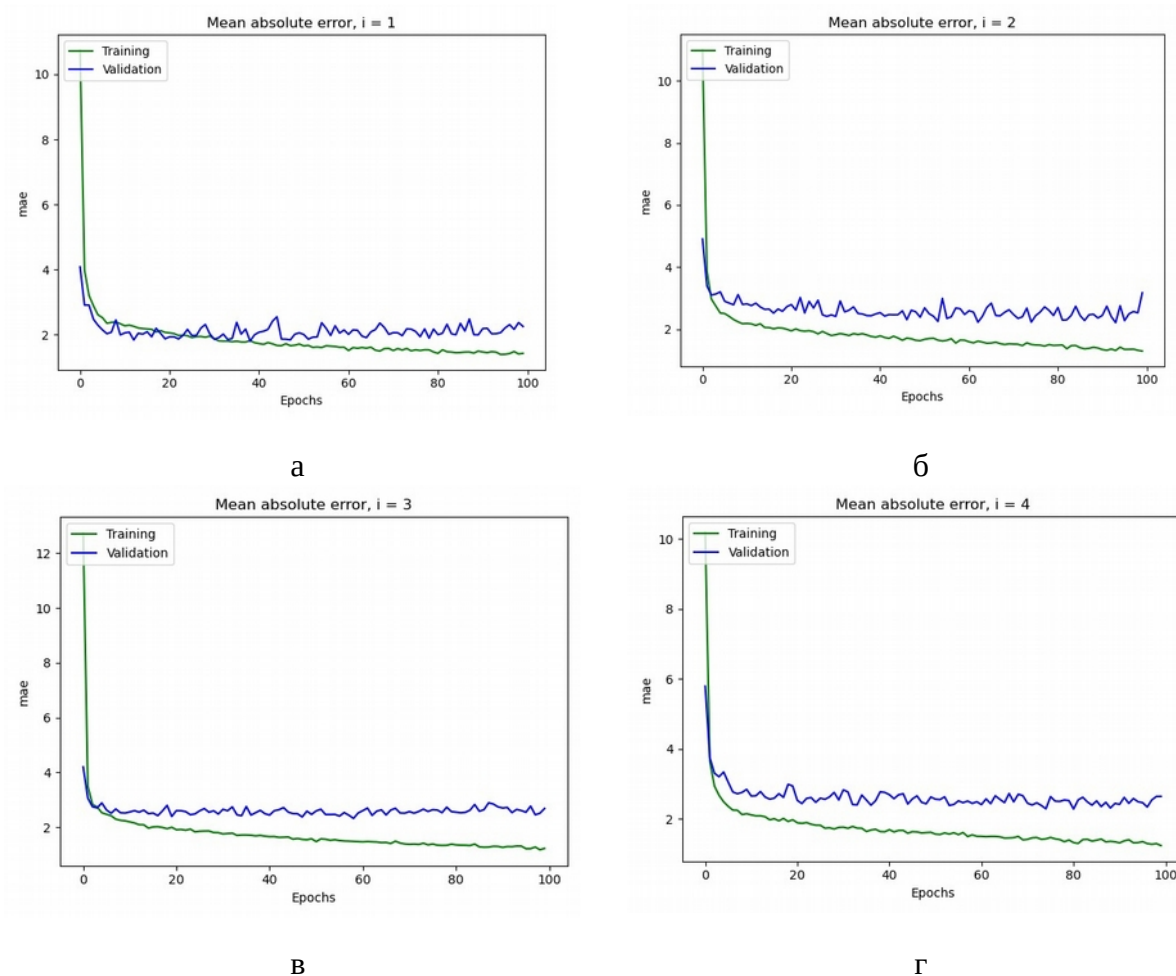 Mean absolute error, i = 1
Training
Validation
10
8
6
4
2
mae
0
20
40
60
80
100
Epochs
а
Mean absolute error, i = 2
Training
Validation
10
8
6
4
2
mae
0
20
40
60
80
100
Epochs
б
Mean absolute error, i = 3
Training
Validation
12
10
8
6
4
2
mae
0
20
40
60
80
100
Epochs
в
Mean absolute error, i = 4
Training
Validation
10
8
6
4
2
mae
0
20
40
60
80
100
Epochs
г